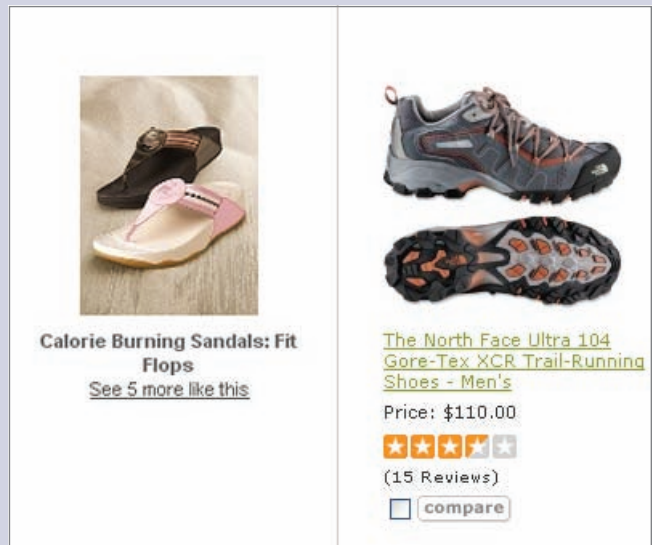 Calorie Burning Sandals: Fit
Flops
See 5 more like this
The North Face Ultra 104
Gore-Tex XCR Trail-Running
Shoes - Men's
Price: $110.00
(15 Reviews)
compare